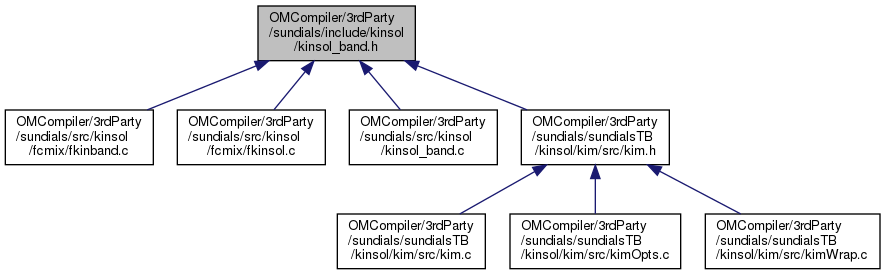 OMCompiler/3rdParty
/sundials/include/kinsol
/kinsol_band.h
OMCompiler/3rdParty
/sundials/src/kinsol
/fcmix/fkinband.c
OMCompiler/3rdParty
/sundials/src/kinsol
/fcmix/fkinsol.c
OMCompiler/3rdParty
/sundials/src/kinsol
/kinsol_band.c
OMCompiler/3rdParty
/sundials/sundialsTB
/kinsol/kim/src/kim.h
OMCompiler/3rdParty
/sundials/sundialsTB
/kinsol/kim/src/kim.c
OMCompiler/3rdParty
/sundials/sundialsTB
/kinsol/kim/src/kimOpts.c
OMCompiler/3rdParty
/sundials/sundialsTB
/kinsol/kim/src/kimWrap.c